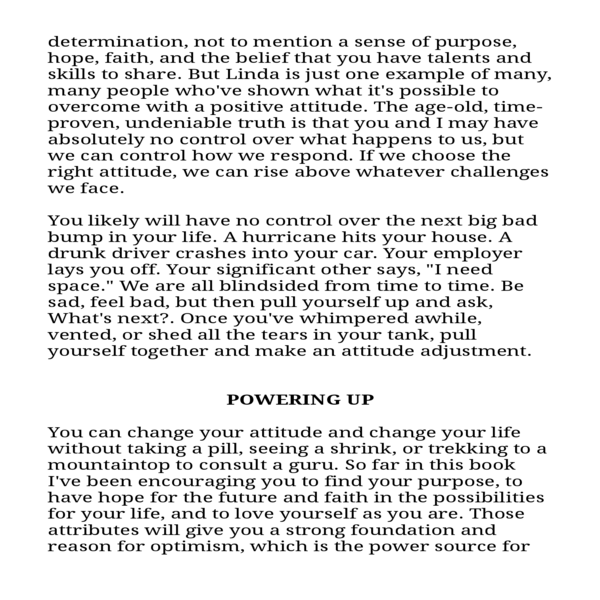 determination, not to mention a sense of purpose,
hope, faith, and the belief that you have talents and
skills to share. But Linda is just one example of many,
many people who've shown what it's possible to
overcome with a positive attitude. The age-old, time-
proven, undeniable truth is that you and I may have
absolutely no control over what happens to us, but
we can control how we respond. If we choose the
right attitude, we can rise above whatever challenges
we face.
You likely will have no control over the next big bad
bump in your life. A hurricane hits your house. A
drunk driver crashes into your car. Your employer
lays you off. Your significant other says, "I need
space." We are all blindsided from time to time. Be
sad, feel bad, but then pull yourself up and ask,
What's next?. Once you've whimpered awhile,
vented, or shed all the tears in your tank, pull
yourself together and make an attitude adjustment.
POWERING UP
You can change your attitude and change your life
without taking a pill, seeing a shrink, or trekking to a
mountaintop to consult a guru. So far in this book
I've been encouraging you to find your purpose, to
have hope for the future and faith in the possibilities
for your life, and to love yourself as you are. Those
attributes will give you a strong foundation and
reason for optimism, which is the power source for